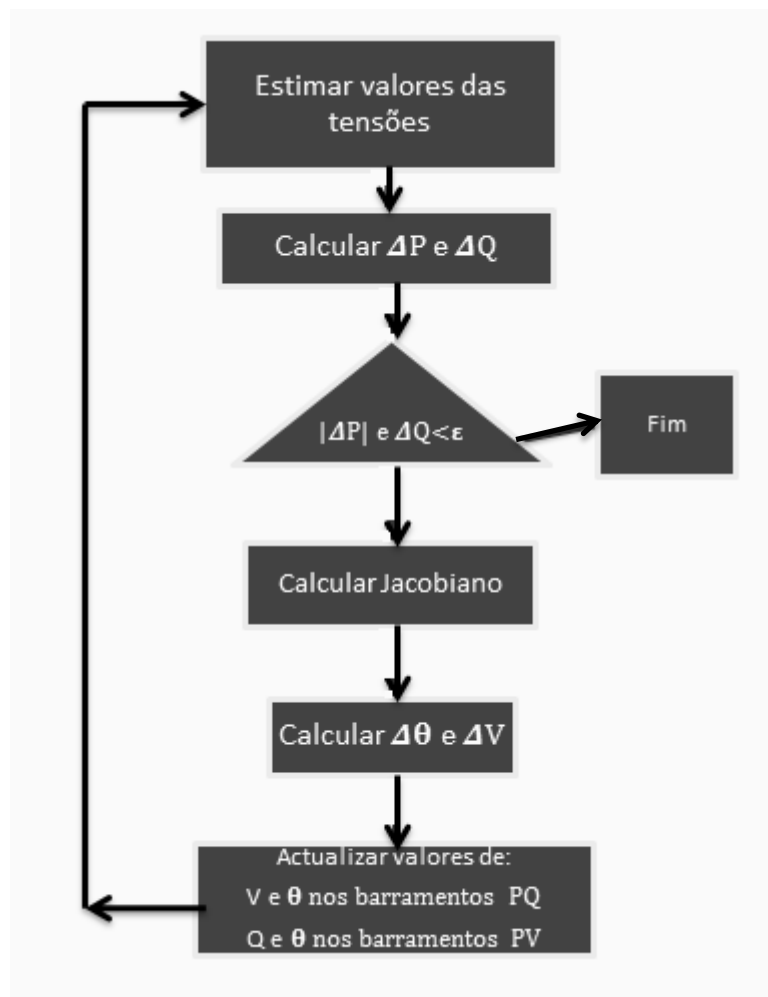 Estimar valores das
tensões
Calcular ΔP e ΔQ
|ΔP| e ΔQ<ε
Fim
Calcular Jacobiano
Calcular Δθ e ΔV
Actualizar valores de:
V e θ nos barramentos PQ
Q e θ nos barramentos PV